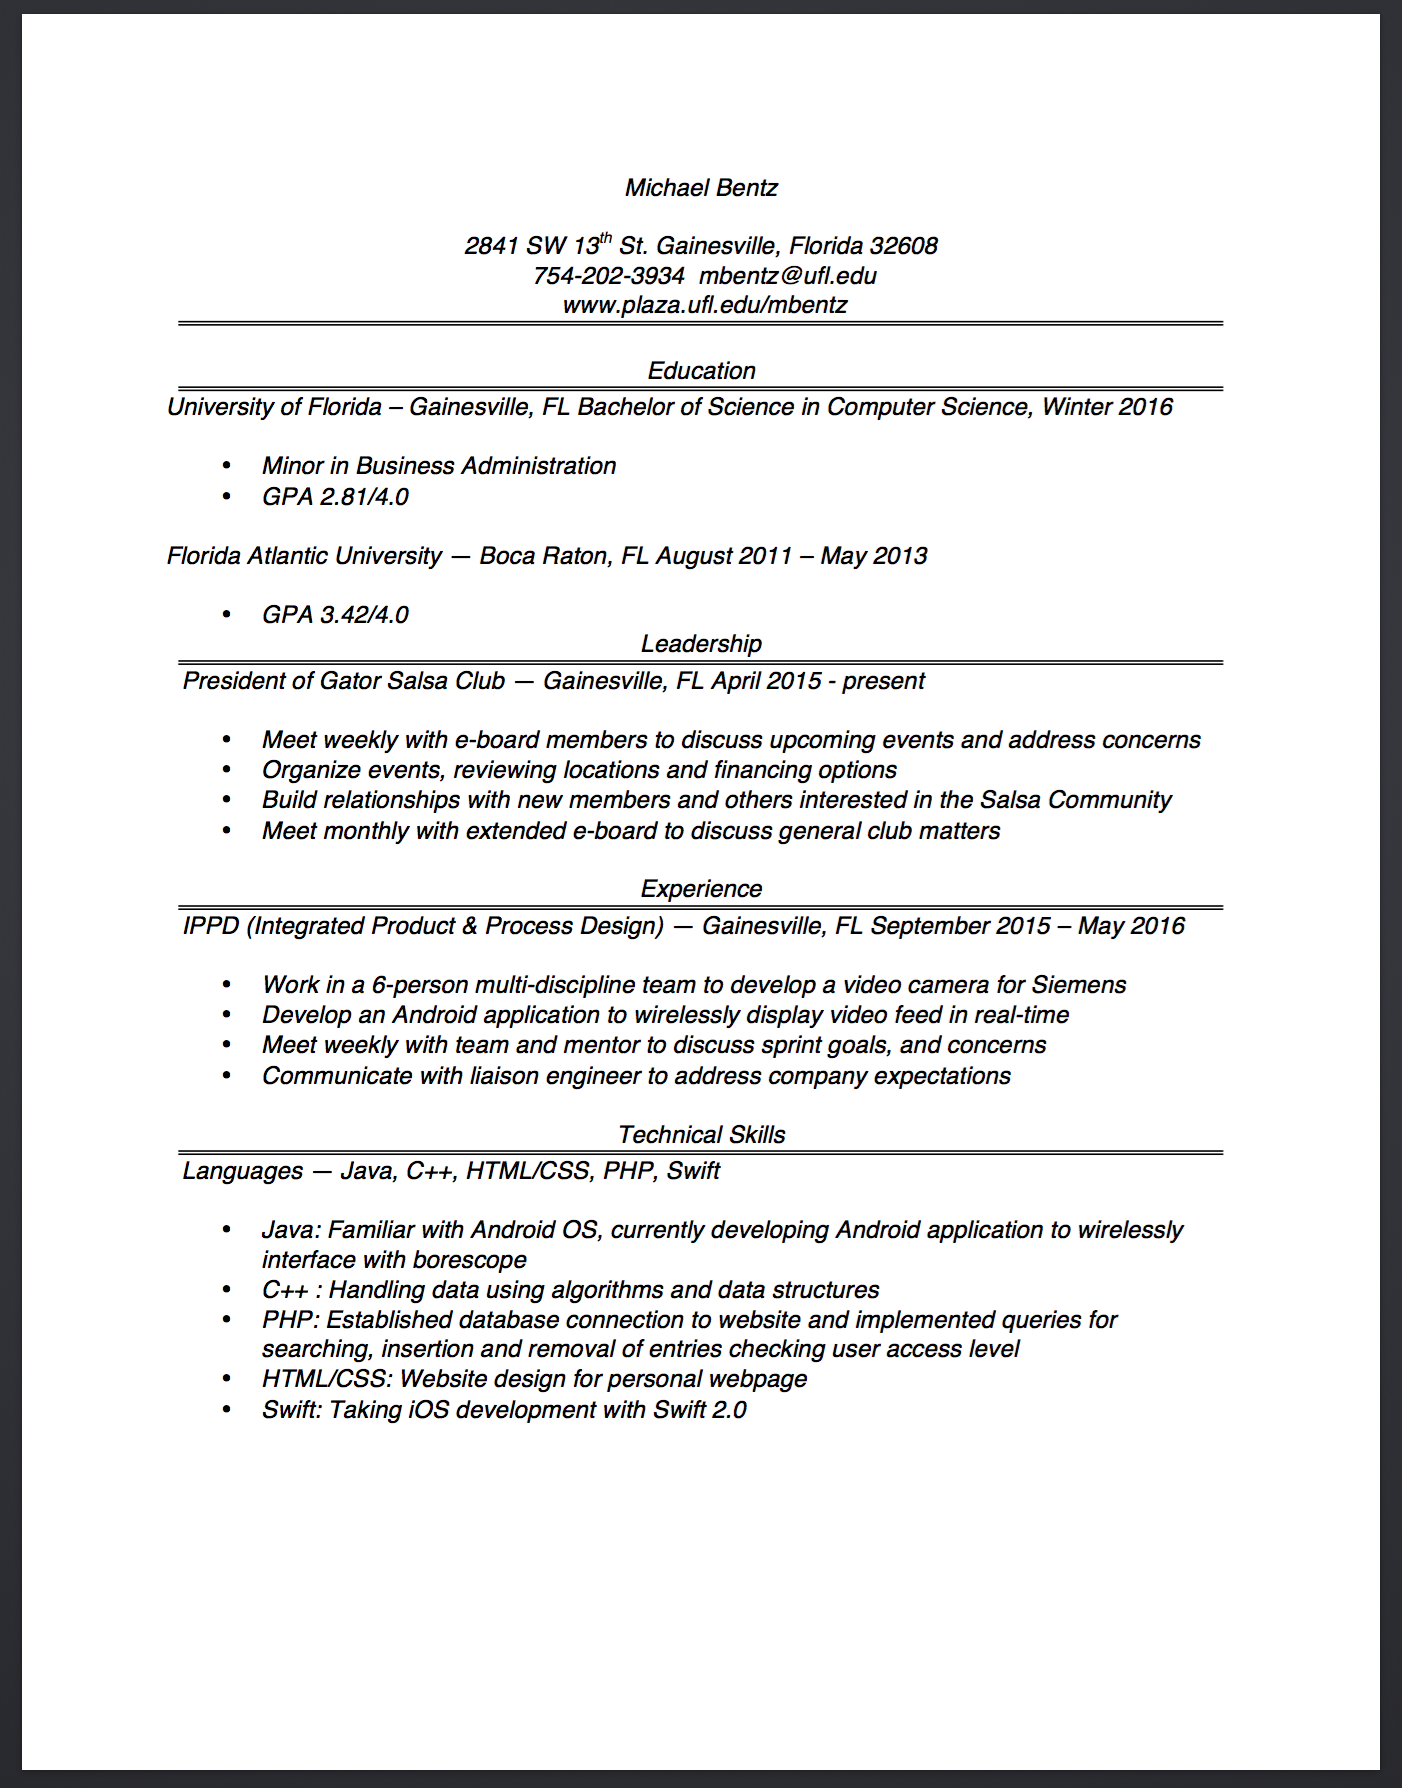 Michael Bentz
2841 SW 13th St. Gainesville, Florida 32608
754-202-3934 mbentz@ufl.edu
www.plaza.ufl.edu/mbentz
Education
University of Florida – Gainesville, FL Bachelor of Science in Computer Science, Winter 2016
• Minor in Business Administration
• GPA 2.81/4.0
Florida Atlantic University — Boca Raton, FL August 2011 – May 2013
• GPA 3.42/4.0
Leadership
President of Gator Salsa Club — Gainesville, FL April 2015 - present
• Meet weekly with e-board members to discuss upcoming events and address concerns
• Organize events, reviewing locations and financing options
• Build relationships with new members and others interested in the Salsa Community
• Meet monthly with extended e-board to discuss general club matters
Experience
IPPD (Integrated Product & Process Design) — Gainesville, FL September 2015 – May 2016
• Work in a 6-person multi-discipline team to develop a video camera for Siemens
• Develop an Android application to wirelessly display video feed in real-time
• Meet weekly with team and mentor to discuss sprint goals, and concerns
• Communicate with liaison engineer to address company expectations
Technical Skills
Languages — Java, C++, HTML/CSS, PHP, Swift
• Java: Familiar with Android OS, currently developing Android application to wirelessly
interface with borescope
• C++ : Handling data using algorithms and data structures
• PHP: Established database connection to website and implemented queries for
searching, insertion and removal of entries checking user access level
• HTML/CSS: Website design for personal webpage
• Swift: Taking iOS development with Swift 2.0